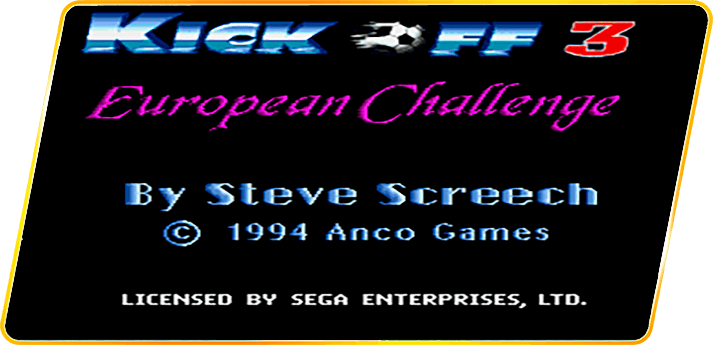 Kick Off 3
European Challenge
By Steve Screech
© 1994 Anco Games
LICENSED BY SEGA ENTERPRISES, LTD.